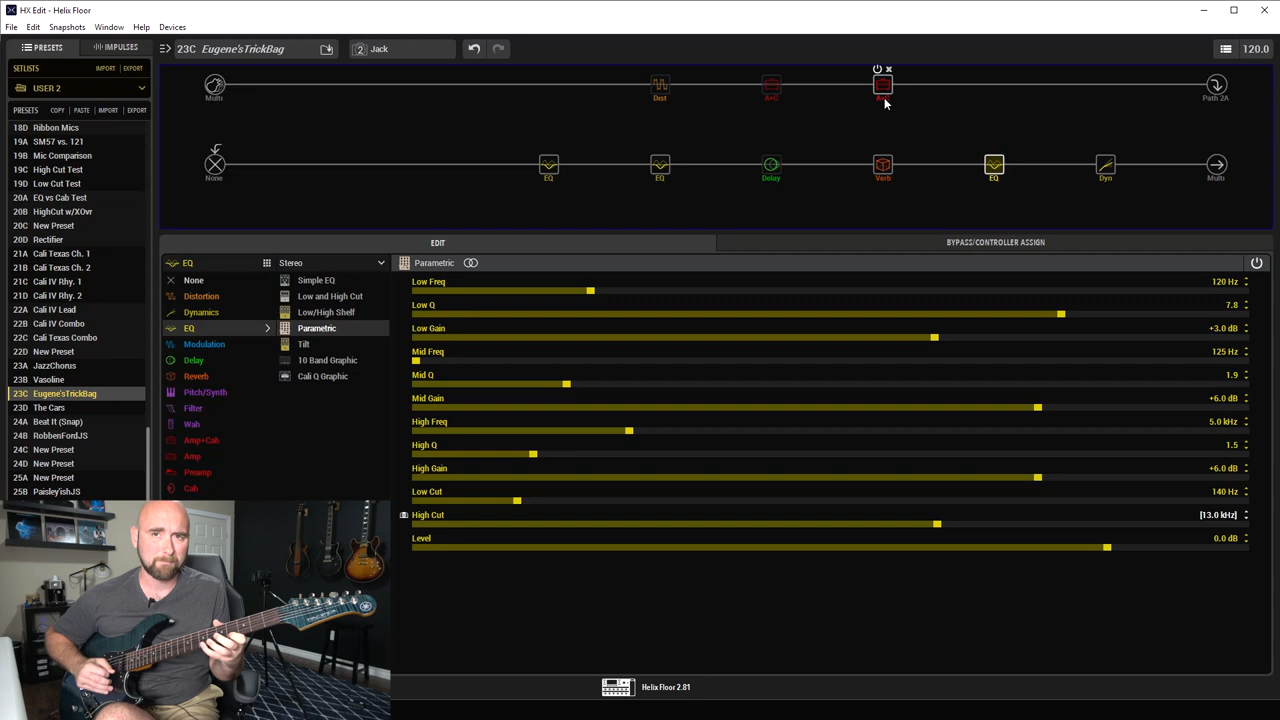 HX Edit - Helix Floor
File Edit Snapshots Window Help Devices
PRESETS IMPULSES
23C Eugene'sTrickBag
2 Jack
120.0
SETLISTS IMPORT EXPORT
USER 2
PRESETS COPY PASTE IMPORT EXPORT
18D Ribbon Mics
19A SM57 vs. 121
19B Mic Comparison
19C High Cut Test
19D Low Cut Test
20A EQ vs Cab Test
20B HighCut w/XOvr
20C New Preset
20D Rectifier
21A Cali Texas Ch. 1
21B Cali Texas Ch. 2
21C Cali IV Rhy. 1
21D Cali IV Rhy. 2
22A Cali IV Lead
22B Cali IV Combo
22C Cali Texas Combo
22D New Preset
23A JazzChorus
23B Vasoline
23C Eugene'sTrickBag
23D The Cars
24A Beat It (Snap)
24B RobbenFordJS
24C New Preset
24D New Preset
25A New Preset
25B Paisley'ishJS
Multi Dist A+C A+C Path 2A
None EQ EQ Delay Verb EQ Dyn Multi
EDIT BYPASS/CONTROLLER ASSIGN
EQ Stereo
None
Distortion
Dynamics
EQ
Modulation
Delay
Reverb
Pitch/Synth
Filter
Wah
Amp+Cab
Amp
Preamp
Cab
Simple EQ
Low and High Cut
Low/High Shelf
Parametric
Tilt
10 Band Graphic
Cali Q Graphic
Parametric
Low Freq 120 Hz
Low Q 7.8
Low Gain +3.0 dB
Mid Freq 125 Hz
Mid Q 1.9
Mid Gain +6.0 dB
High Freq 5.0 kHz
High Q 1.5
High Gain +6.0 dB
Low Cut 140 Hz
High Cut [13.0 kHz]
Level 0.0 dB
Helix Floor 2.81